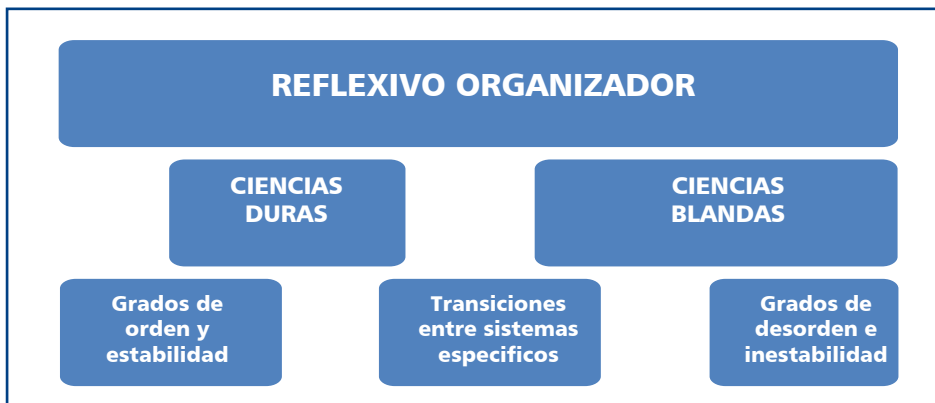 REFLEXIVO ORGANIZADOR
CIENCIAS
DURAS
CIENCIAS
BLANDAS
Grados de
orden y
estabilidad
Transiciones
entre sistemas
especificos
Grados de
desorden e
inestabilidad